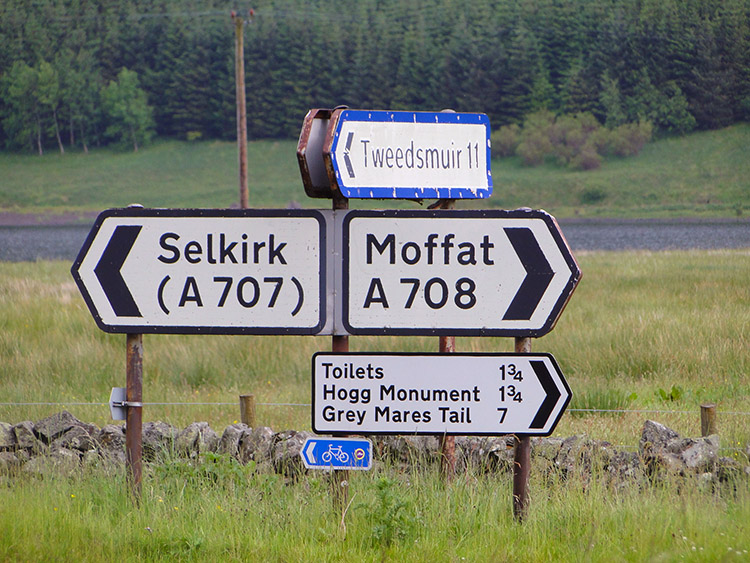 Tweedsmuir 11
Selkirk
(A 707)
Moffat
A 708
Toilets 1¾
Hogg Monument 1¾
Grey Mares Tail 7